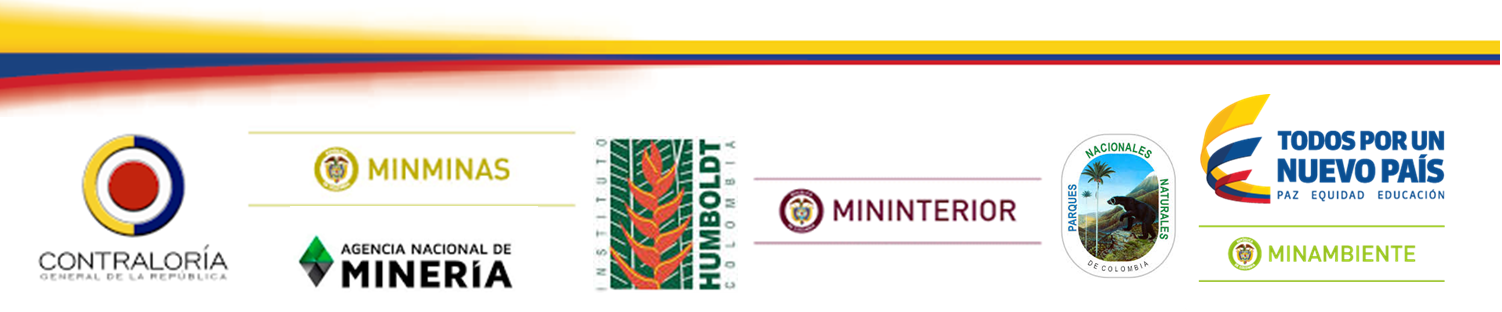 CONTRALORÍA
GENERAL DE LA REPÚBLICA
MINMINAS
AGENCIA NACIONAL DE
MINERÍA
INSTITUTO
HUMBOLDT
COLOMBIA
MININTERIOR
PARQUES
NACIONALES
NATURALES
DE COLOMBIA
TODOS POR UN
NUEVO PAÍS
PAZ EQUIDAD EDUCACIÓN
MINAMBIENTE